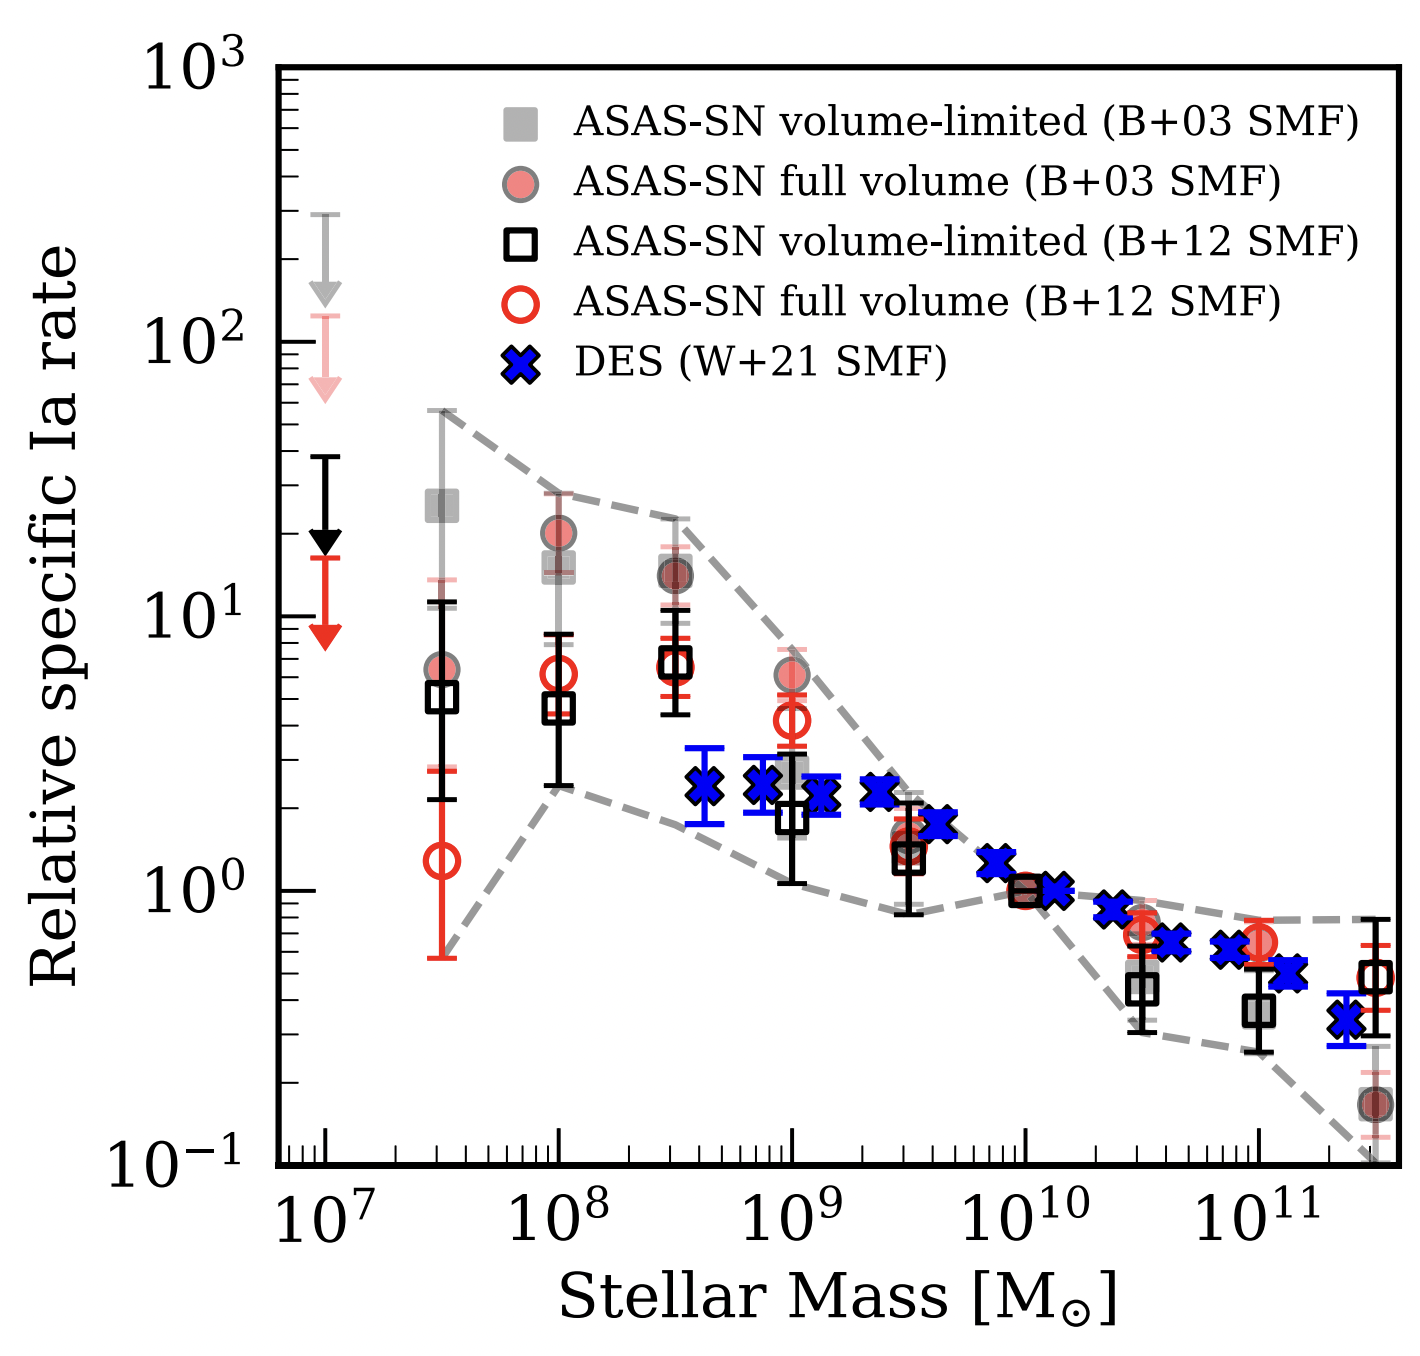 10³
10²
10¹
10⁰
10⁻¹
Relative specific Ia rate
ASAS-SN volume-limited (B+03 SMF)
ASAS-SN full volume (B+03 SMF)
ASAS-SN volume-limited (B+12 SMF)
ASAS-SN full volume (B+12 SMF)
DES (W+21 SMF)
10⁷ 10⁸ 10⁹ 10¹⁰ 10¹¹
Stellar Mass [M☉]